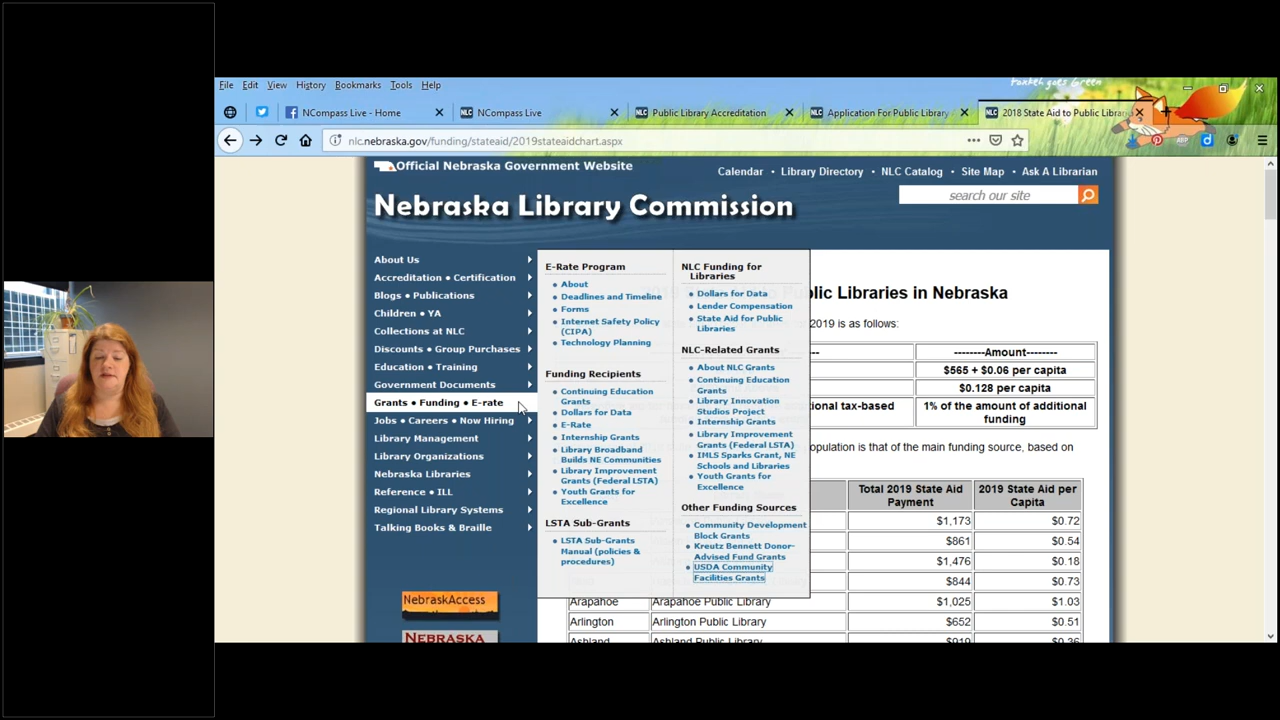 File Edit View History Bookmarks Tools Help
NCompass Live - Home
NCompass Live
Public Library Accreditation
Application For Public Library
2018 State Aid to Public Librar
nlc.nebraska.gov/funding/stateaid/2019stateaidchart.aspx
Official Nebraska Government Website
Calendar • Library Directory • NLC Catalog • Site Map • Ask A Librarian
Nebraska Library Commission
search our site
About Us
Accreditation • Certification
Blogs • Publications
Children • YA
Collections at NLC
Discounts • Group Purchases
Education • Training
Government Documents
Grants • Funding • E-rate
Jobs • Careers • Now Hiring
Library Management
Library Organizations
Nebraska Libraries
Reference • ILL
Regional Library Systems
Talking Books & Braille
NebraskAccess
NEBRASKA
E-Rate Program
About
Deadlines and Timeline
Forms
Internet Safety Policy
(CIPA)
Technology Planning
Funding Recipients
Continuing Education
Grants
Dollars for Data
E-Rate
Internship Grants
Library Broadband
Builds NE Communities
Library Improvement
Grants (Federal LSTA)
Youth Grants for
Excellence
LSTA Sub-Grants
LSTA Sub-Grants
Manual (policies &
procedures)
NLC Funding for
Libraries
Dollars for Data
Lender Compensation
State Aid for Public
Libraries
NLC-Related Grants
About NLC Grants
Continuing Education
Grants
Library Innovation
Studios Project
Internship Grants
Library Improvement
Grants (Federal LSTA)
IMLS Sparks Grant, NE
Schools and Libraries
Youth Grants for
Excellence
Other Funding Sources
Community Development
Block Grants
Kreutz Bennett Donor-
Advised Fund Grants
USDA Community
Facilities Grants
blic Libraries in Nebraska
2019 is as follows:
--------Amount--------
$565 + $0.06 per capita
$0.128 per capita
tional tax-based
1% of the amount of additional
funding
opulation is that of the main funding source, based on
Total 2019 State Aid
Payment
2019 State Aid per
Capita
$1,173 $0.72
$861 $0.54
$1,476 $0.18
$844 $0.73
Arapahoe Arapahoe Public Library $1,025 $1.03
Arlington Arlington Public Library $652 $0.51
Ashland Ashland Public Library $919 $0.36